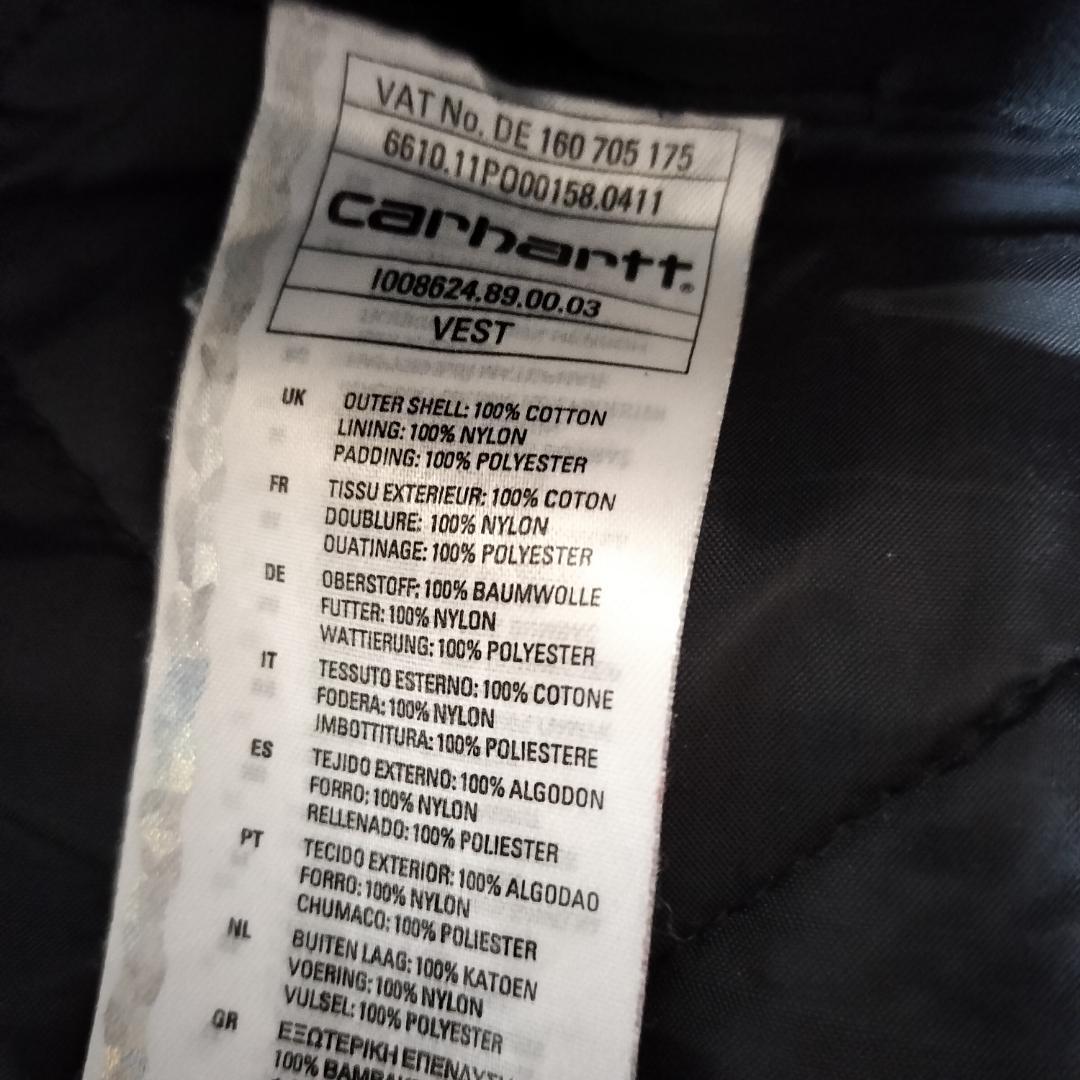 VAT No. DE 160 705 175
6610.11PO00158.0411
carhartt®
I008624.89.00.03
VEST
UK OUTER SHELL: 100% COTTON
LINING: 100% NYLON
PADDING: 100% POLYESTER
FR TISSU EXTERIEUR: 100% COTON
DOUBLURE: 100% NYLON
OUATINAGE: 100% POLYESTER
DE OBERSTOFF: 100% BAUMWOLLE
FUTTER: 100% NYLON
WATTIERUNG: 100% POLYESTER
IT TESSUTO ESTERNO: 100% COTONE
FODERA: 100% NYLON
IMBOTTITURA: 100% POLIESTERE
ES TEJIDO EXTERNO: 100% ALGODON
FORRO: 100% NYLON
RELLENADO: 100% POLIESTER
PT TECIDO EXTERIOR: 100% ALGODAO
FORRO: 100% NYLON
CHUMACO: 100% POLIESTER
NL BUITEN LAAG: 100% KATOEN
VOERING: 100% NYLON
VULSEL: 100% POLYESTER
GR ΕΞΩΤΕΡΙΚΗ
100%